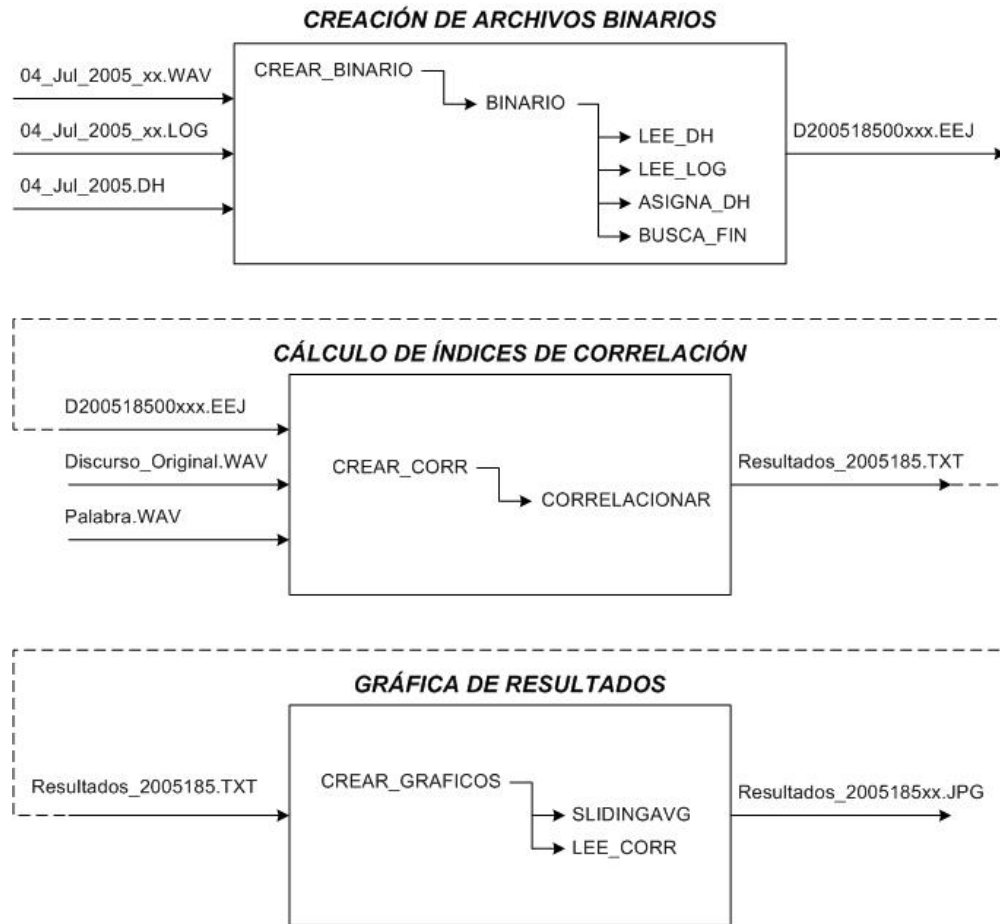 CREACIÓN DE ARCHIVOS BINARIOS
04_Jul_2005_xx.WAV
04_Jul_2005_xx.LOG
04_Jul_2005.DH
CREAR_BINARIO
BINARIO
LEE_DH
LEE_LOG
ASIGNA_DH
BUSCA_FIN
D200518500xxx.EEJ
CÁLCULO DE ÍNDICES DE CORRELACIÓN
D200518500xxx.EEJ
Discurso_Original.WAV
Palabra.WAV
CREAR_CORR
CORRELACIONAR
Resultados_2005185.TXT
GRÁFICA DE RESULTADOS
Resultados_2005185.TXT
CREAR_GRAFICOS
SLIDINGAVG
LEE_CORR
Resultados_2005185xx.JPG